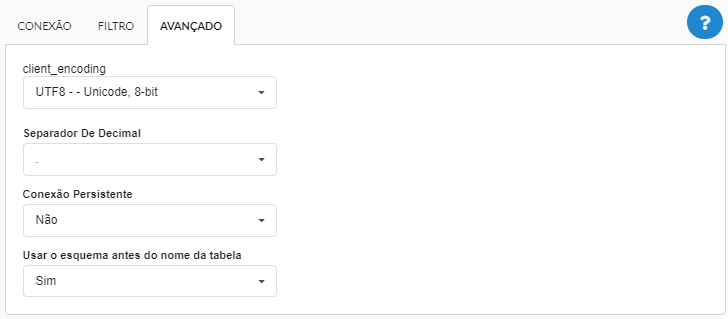 CONEXÃO FILTRO AVANÇADO ?
client_encoding
UTF8 - - Unicode, 8-bit
Separador De Decimal
.
Conexão Persistente
Não
Usar o esquema antes do nome da tabela
Sim